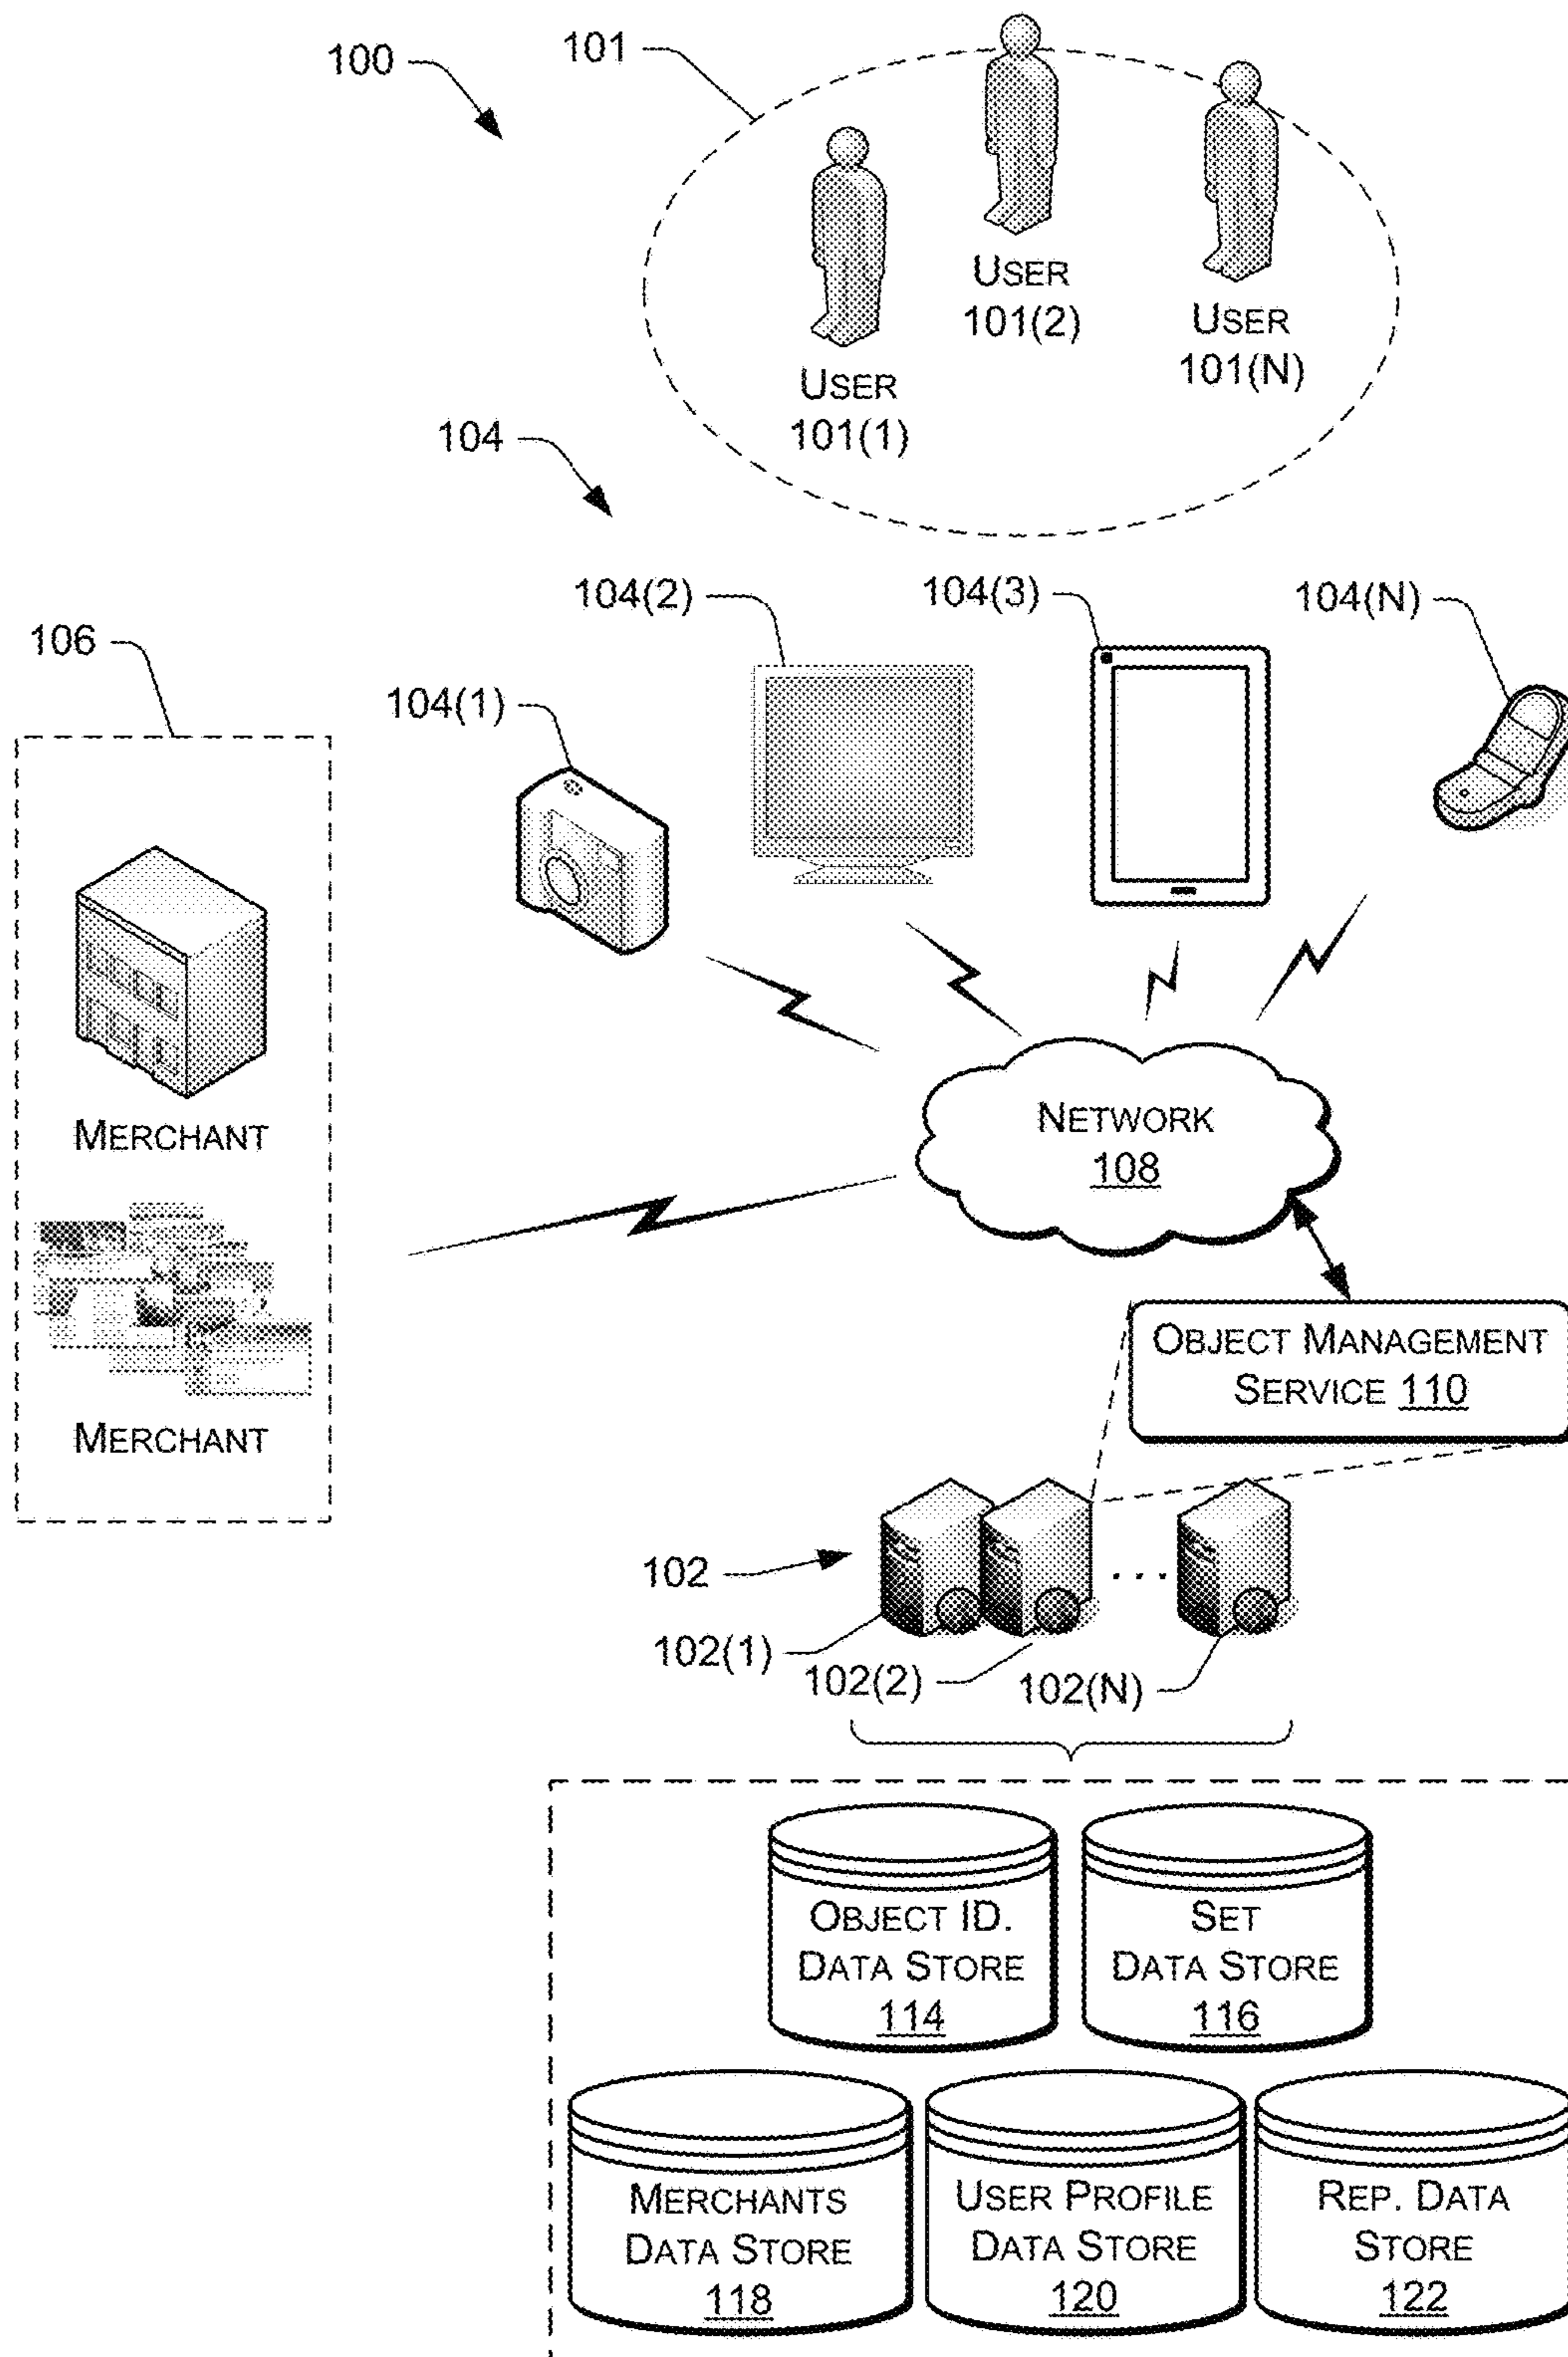 100
101
USER
101(2)
USER
101(N)
USER
101(1)
104
104(2)
104(3)
104(N)
106
104(1)
MERCHANT
NETWORK
108
OBJECT MANAGEMENT
SERVICE 110
MERCHANT
102
102(1)
102(2)
102(N)
OBJECT ID.
DATA STORE
114
SET
DATA STORE
116
MERCHANTS
DATA STORE
118
USER PROFILE
DATA STORE
120
REP. DATA
STORE
122